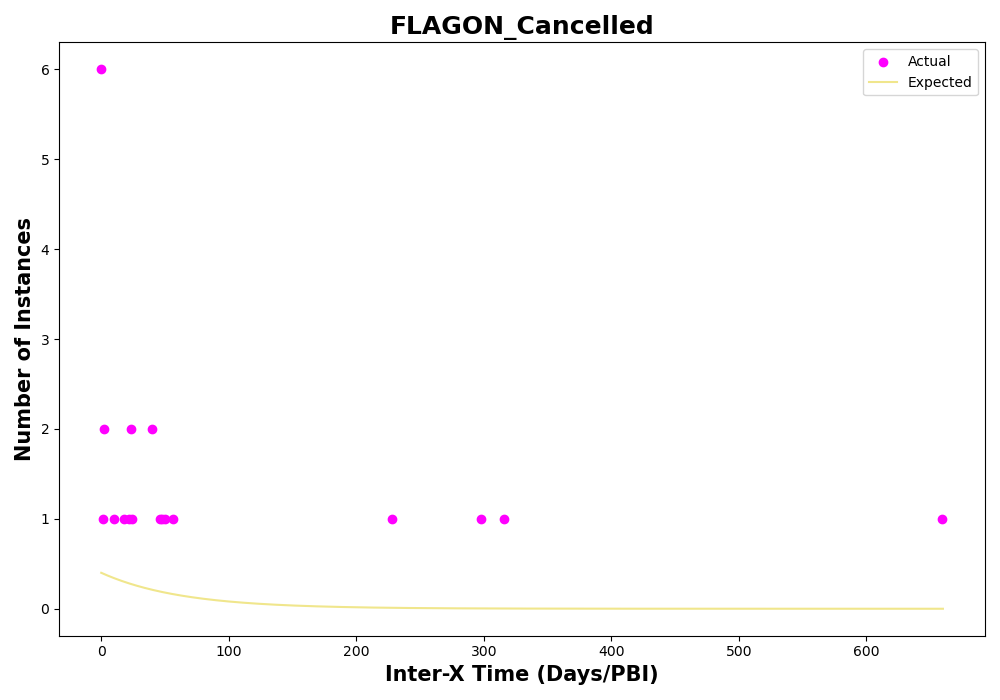 FLAGON_Cancelled
Actual
Expected
6
5
4
3
2
1
0
Number of Instances
0 100 200 300 400 500 600
Inter-X Time (Days/PBI)